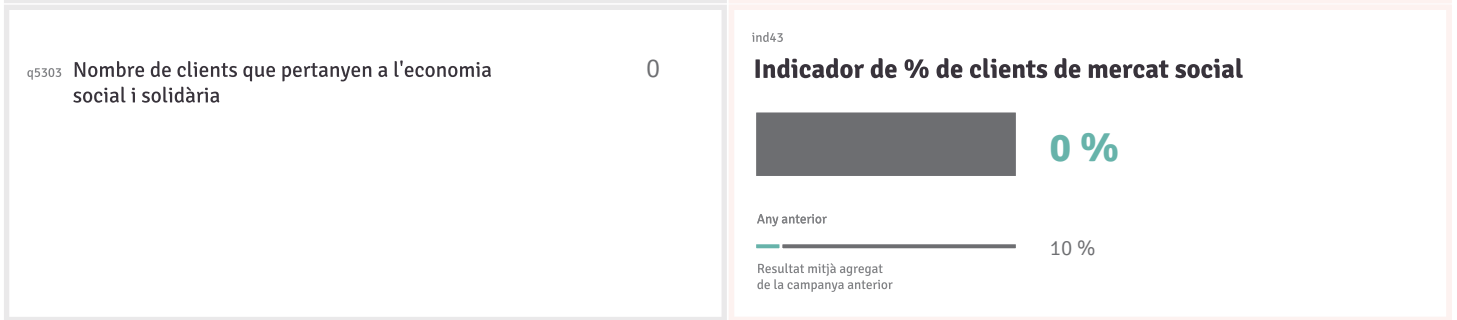 q5303 Nombre de clients que pertanyen a l'economia 0
social i solidària
ind43
Indicador de % de clients de mercat social
0 %
Any anterior
10 %
Resultat mitjà agregat
de la campanya anterior